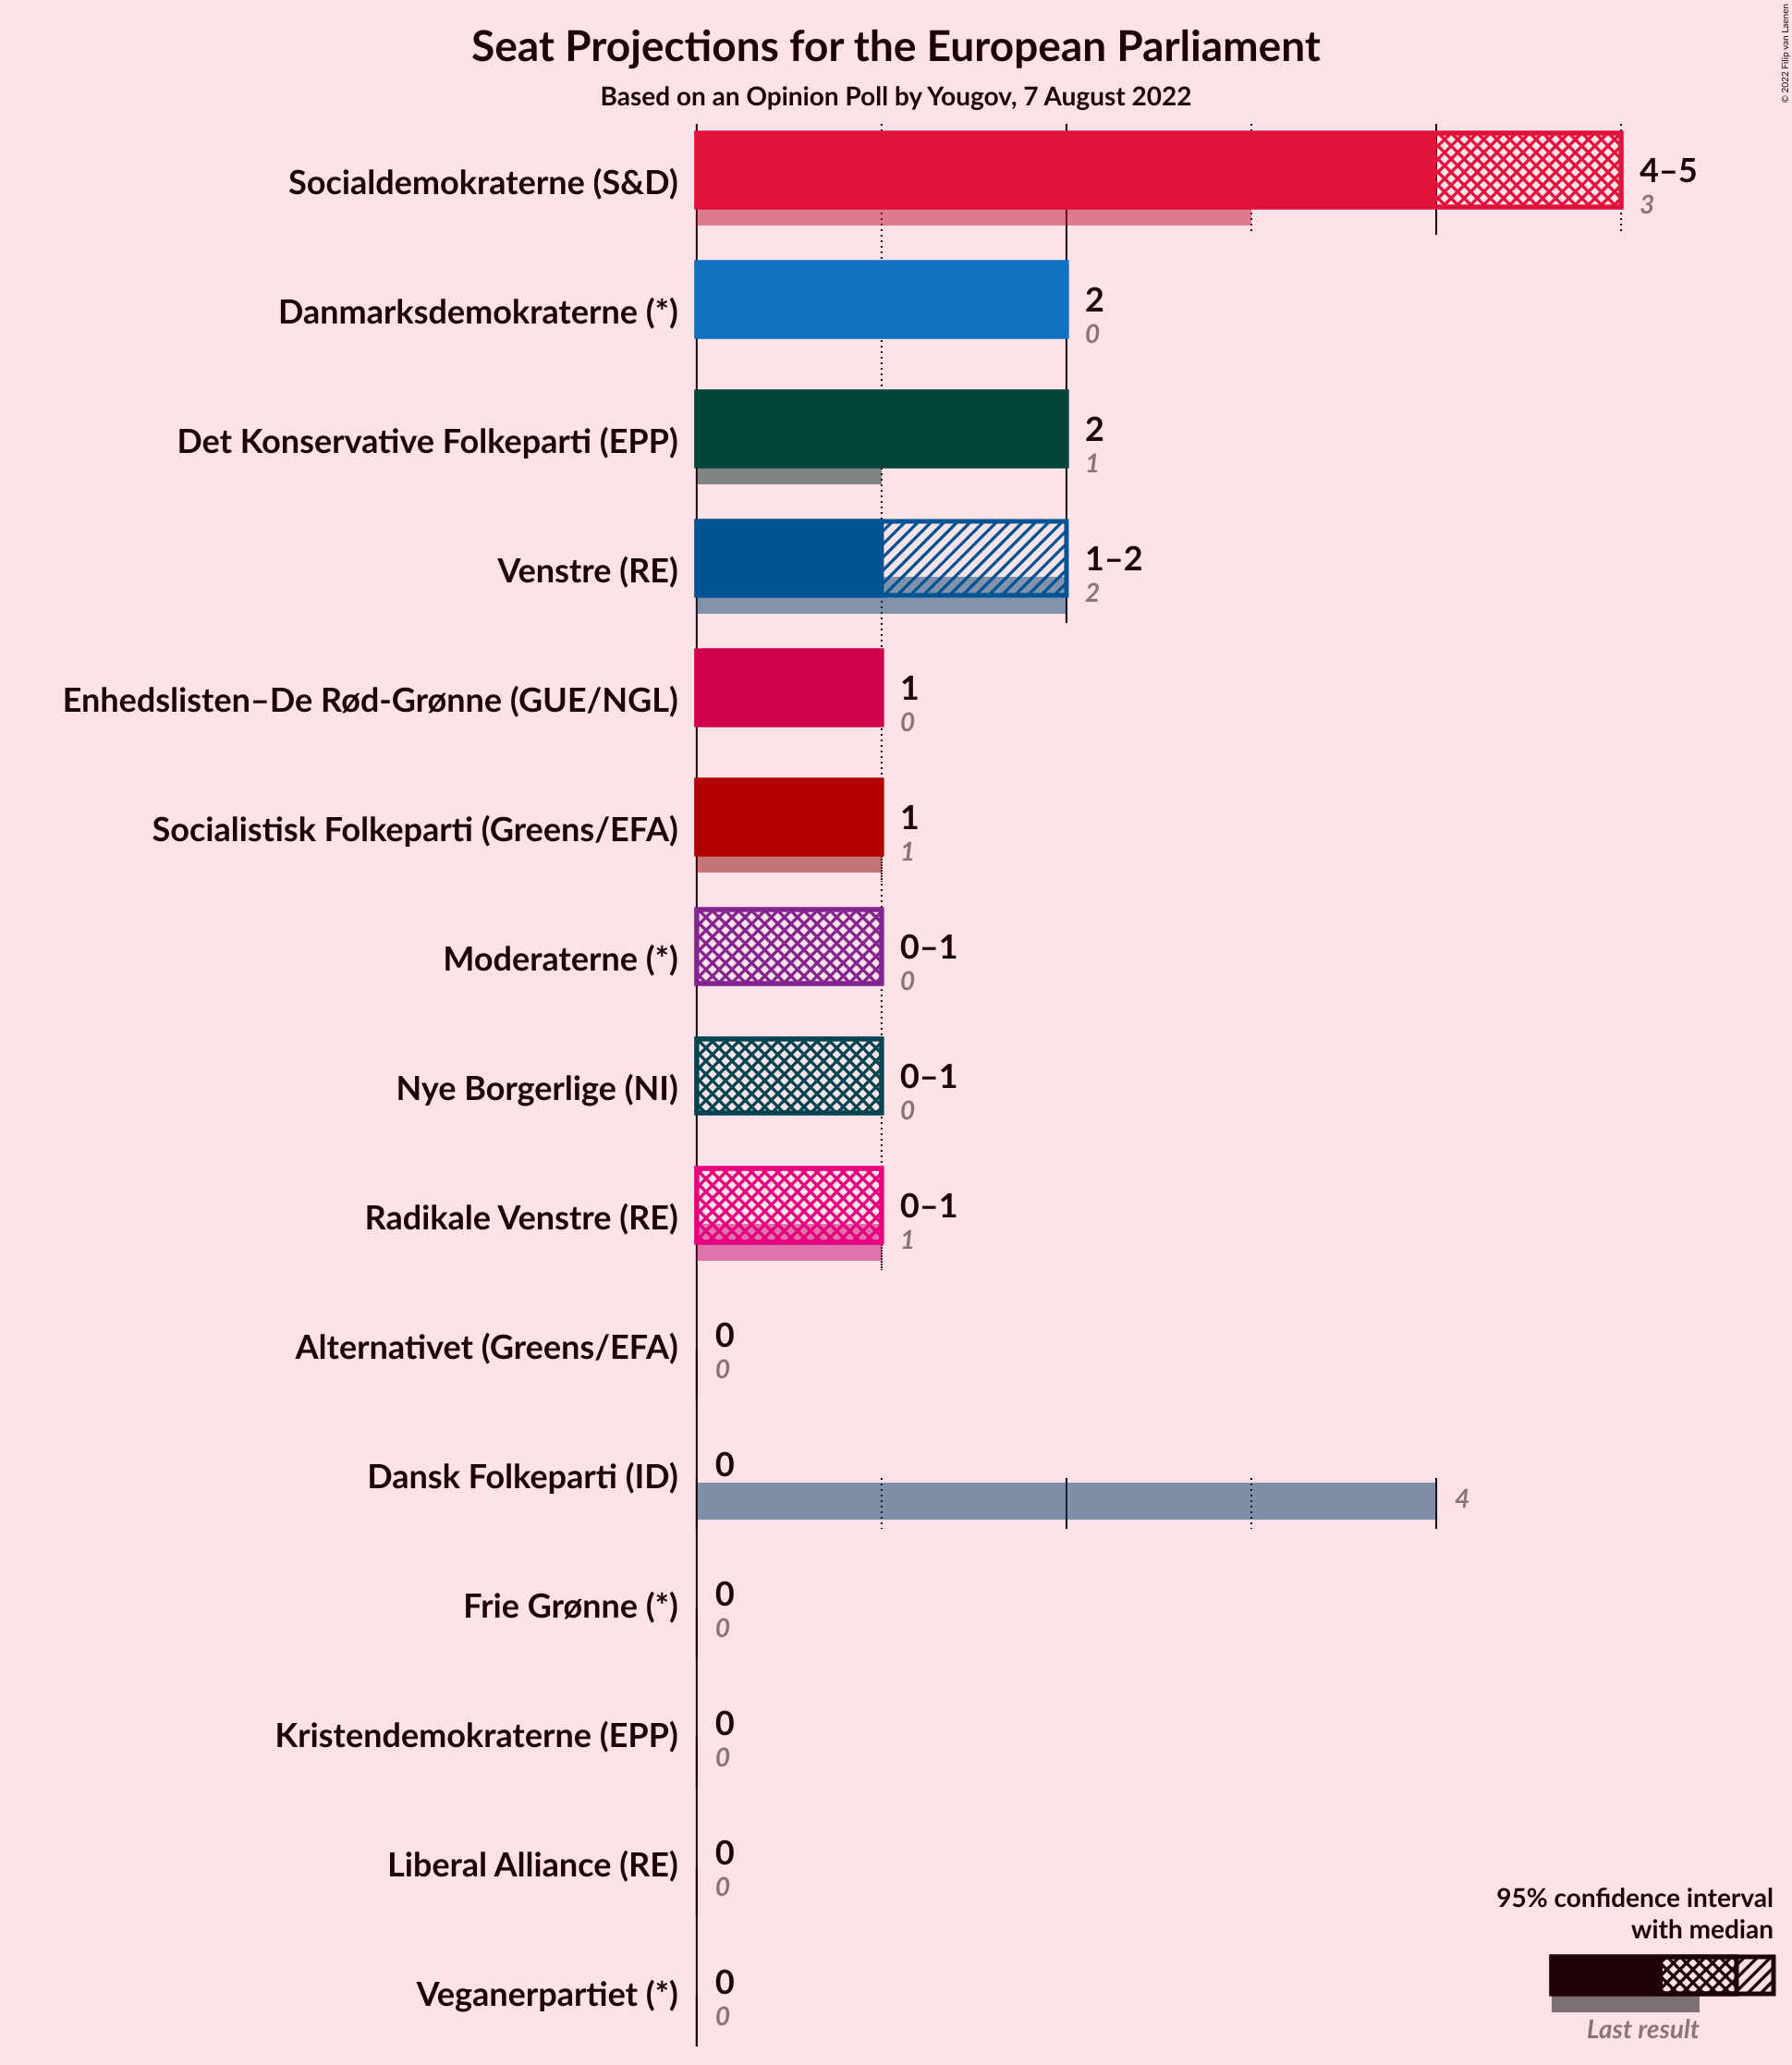 Seat Projections for the European Parliament
Based on an Opinion Poll by Yougov, 7 August 2022
© 2022 Filip van Laenen
Socialdemokraterne (S&D)
4–5
3
Danmarksdemokraterne (*)
2
0
Det Konservative Folkeparti (EPP)
2
1
Venstre (RE)
1–2
2
Enhedslisten–De Rød-Grønne (GUE/NGL)
1
0
Socialistisk Folkeparti (Greens/EFA)
1
1
Moderaterne (*)
0–1
0
Nye Borgerlige (NI)
0–1
0
Radikale Venstre (RE)
0–1
1
Alternativet (Greens/EFA)
0
0
Dansk Folkeparti (ID)
0
4
Frie Grønne (*)
0
0
Kristendemokraterne (EPP)
0
0
Liberal Alliance (RE)
0
0
Veganerpartiet (*)
0
0
95% confidence interval
with median
Last result